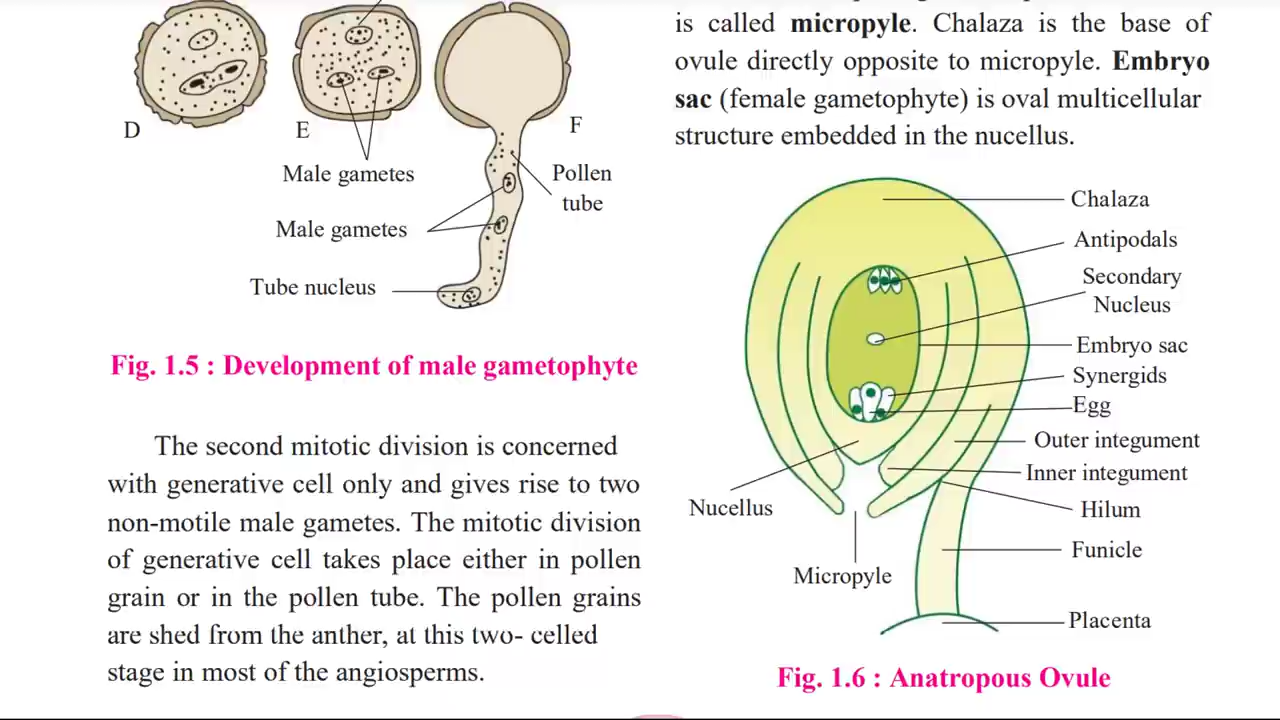 D
E
F
Male gametes
Pollen
tube
Male gametes
Tube nucleus
Fig. 1.5 : Development of male gametophyte
The second mitotic division is concerned
with generative cell only and gives rise to two
non-motile male gametes. The mitotic division
of generative cell takes place either in pollen
grain or in the pollen tube. The pollen grains
are shed from the anther, at this two- celled
stage in most of the angiosperms.
is called micropyle. Chalaza is the base of
ovule directly opposite to micropyle. Embryo
sac (female gametophyte) is oval multicellular
structure embedded in the nucellus.
Chalaza
Antipodals
Secondary
Nucleus
Embryo sac
Synergids
Egg
Outer integument
Inner integument
Nucellus
Hilum
Funicle
Micropyle
Placenta
Fig. 1.6 : Anatropous Ovule